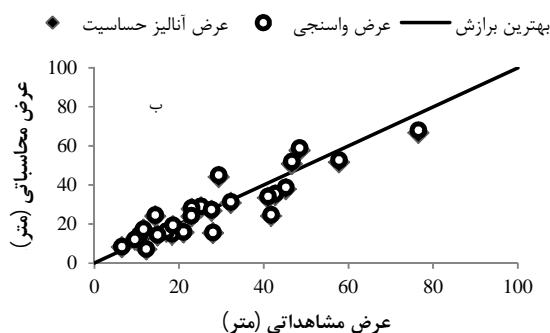 عرض آنالیز حساسیت عرض واسنجی بهترین برازش
ب
عرض محاسباتی (متر)
100
80
60
40
20
0
0 20 40 60 80 100
عرض مشاهداتی (متر)